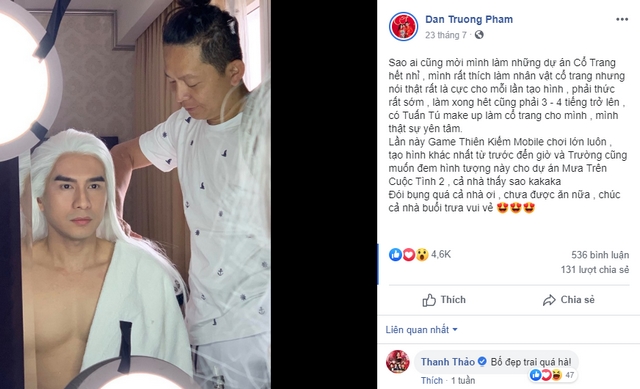 Dan Truong Pham
23 tháng 7
Sao ai cũng mời mình làm những dự án Cổ Trang
hết nhỉ , mình rất thích làm nhân vật cổ trang nhưng
nói thật rất là cực cho mỗi lần tạo hình , phải thức
rất sớm , làm xong hêt cũng phải 3 - 4 tiếng trở lên ,
có Tuấn Tú make up làm cổ trang cho mình , mình
thật sự yên tâm.
Lần này Game Thiên Kiếm Mobile chơi lớn luôn ,
tạo hình khác nhất từ trước đến giờ và Trường cũng
muốn đem hình tượng này cho dự án Mưa Trên
Cuộc Tình 2 , cả nhà thấy sao kakaka
Đói bụng quá cả nhà ơi , chưa được ăn nữa , chúc
cả nhà buổi trưa vui vẻ 😍😍😍
4,6K
536 bình luận
131 lượt chia sẻ
Thích
Chia sẻ
Liên quan nhất
Thanh Thảo Bố đẹp trai quá hà!
47
Thích · 1 tuần